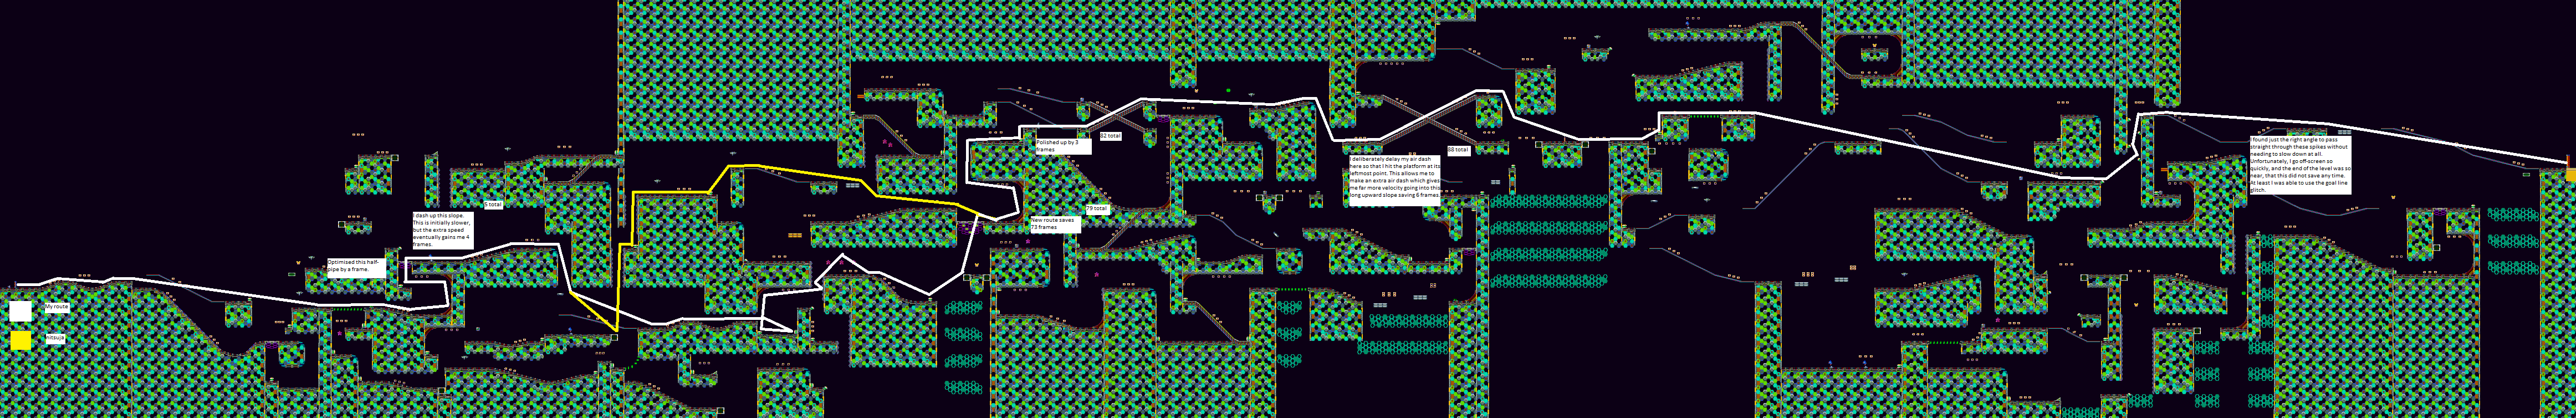 My route
nitsuja
Optimised this half-
pipe by a frame.
I dash up this slope.
This is initially slower,
but the extra speed
eventually gains me 4
frames.
5 total
Polished up by 3
frames
82 total
79 total
New route saves
73 frames
I deliberately delay my air dash
here so that I hit the platform at its
leftmost point. This allows me to
make an extra air dash which gives
me far more velocity going into this
long upward slope saving 6 frames.
88 total
I found just the right angle to pass
straight through these spikes without
needing to slow down at all.
Unfortunately, I go off-screen so
quickly, and the end of the level was so
near, that this did not save any time.
At least I was able to use the goal line
glitch.